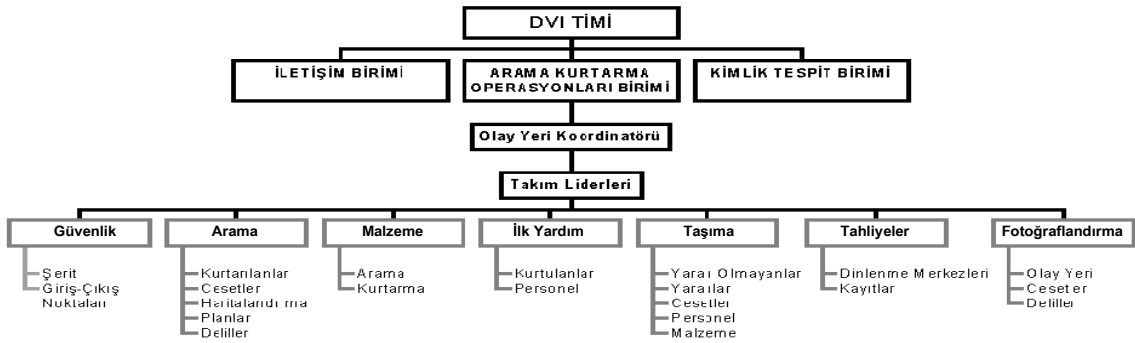 DVI TİMİ
İLETİŞİM BİRİMİ
ARAMA KURTARMA
OPERASYONLARI BİRİMİ
KİMLİK TESPİT BİRİMİ
Olay Yeri Koordinatörü
Takım Liderleri
Güvenlik
Şerit
Giriş-Çıkış
Noktaları
Arama
Kurtarılanlar
Cesetler
Haritalandırma
Planlar
Deliller
Malzeme
Arama
Kurtarma
İlk Yardım
Kurtulanlar
Personel
Taşıma
Yaralı Olmayanlar
Yaralılar
Cesetler
Personel
Malzeme
Tahliyeler
Dinlenme Merkezleri
Kayıtlar
Fotoğraflandırma
Olay Yeri
Cesetler
Deliller